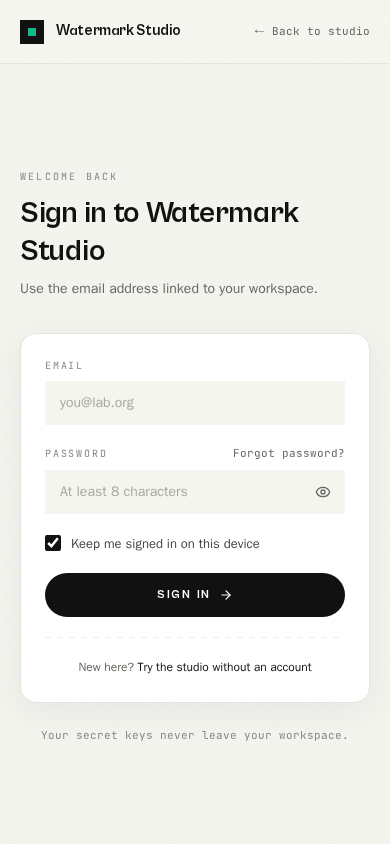 Watermark Studio
← Back to studio
WELCOME BACK
Sign in to Watermark
Studio
Use the email address linked to your workspace.
EMAIL
you@lab.org
PASSWORD
Forgot password?
At least 8 characters
Keep me signed in on this device
SIGN IN →
New here? Try the studio without an account
Your secret keys never leave your workspace.